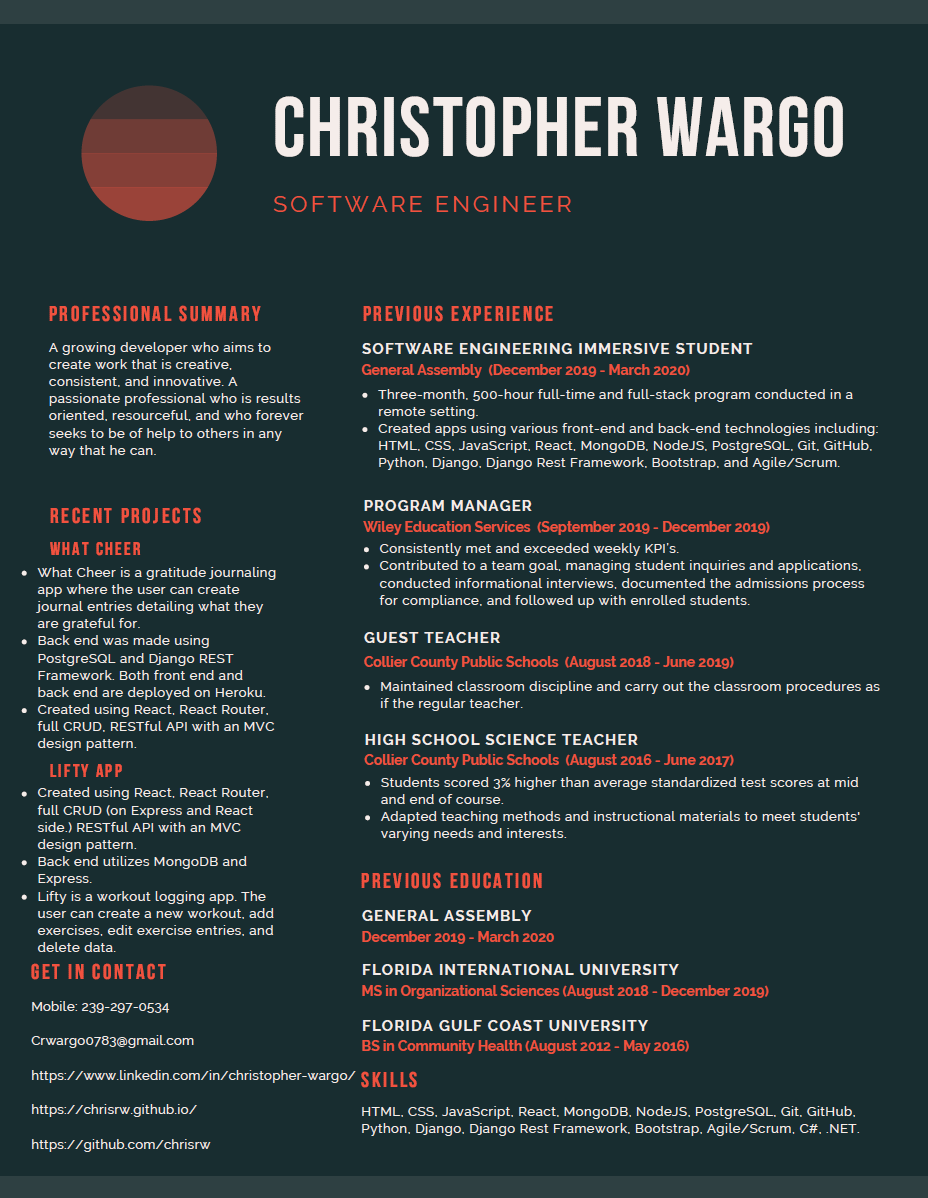 CHRISTOPHER WARGO
SOFTWARE ENGINEER
PROFESSIONAL SUMMARY
A growing developer who aims to
create work that is creative,
consistent, and innovative. A
passionate professional who is results
oriented, resourceful, and who forever
seeks to be of help to others in any
way that he can.
RECENT PROJECTS
WHAT CHEER
• What Cheer is a gratitude journaling
app where the user can create
journal entries detailing what they
are grateful for.
• Back end was made using
PostgreSQL and Django REST
Framework. Both front end and
back end are deployed on Heroku.
• Created using React, React Router,
full CRUD, RESTful API with an MVC
design pattern.
LIFTY APP
• Created using React, React Router,
full CRUD (on Express and React
side.) RESTful API with an MVC
design pattern.
• Back end utilizes MongoDB and
Express.
• Lifty is a workout logging app. The
user can create a new workout, add
exercises, edit exercise entries, and
delete data.
GET IN CONTACT
Mobile: 239-297-0534
Crwargo0783@gmail.com
https://www.linkedin.com/in/christopher-wargo/
https://chrisrw.github.io/
https://github.com/chrisrw
PREVIOUS EXPERIENCE
SOFTWARE ENGINEERING IMMERSIVE STUDENT
General Assembly (December 2019 - March 2020)
• Three-month, 500-hour full-time and full-stack program conducted in a
remote setting.
• Created apps using various front-end and back-end technologies including:
HTML, CSS, JavaScript, React, MongoDB, NodeJS, PostgreSQL, Git, GitHub,
Python, Django, Django Rest Framework, Bootstrap, and Agile/Scrum.
PROGRAM MANAGER
Wiley Education Services (September 2019 - December 2019)
• Consistently met and exceeded weekly KPI's.
• Contributed to a team goal, managing student inquiries and applications,
conducted informational interviews, documented the admissions process
for compliance, and followed up with enrolled students.
GUEST TEACHER
Collier County Public Schools (August 2018 - June 2019)
• Maintained classroom discipline and carry out the classroom procedures as
if the regular teacher.
HIGH SCHOOL SCIENCE TEACHER
Collier County Public Schools (August 2016 - June 2017)
• Students scored 3% higher than average standardized test scores at mid
and end of course.
• Adapted teaching methods and instructional materials to meet students'
varying needs and interests.
PREVIOUS EDUCATION
GENERAL ASSEMBLY
December 2019 - March 2020
FLORIDA INTERNATIONAL UNIVERSITY
MS in Organizational Sciences (August 2018 - December 2019)
FLORIDA GULF COAST UNIVERSITY
BS in Community Health (August 2012 - May 2016)
SKILLS
HTML, CSS, JavaScript, React, MongoDB, NodeJS, PostgreSQL, Git, GitHub,
Python, Django, Django Rest Framework, Bootstrap, Agile/Scrum, C#, .NET.